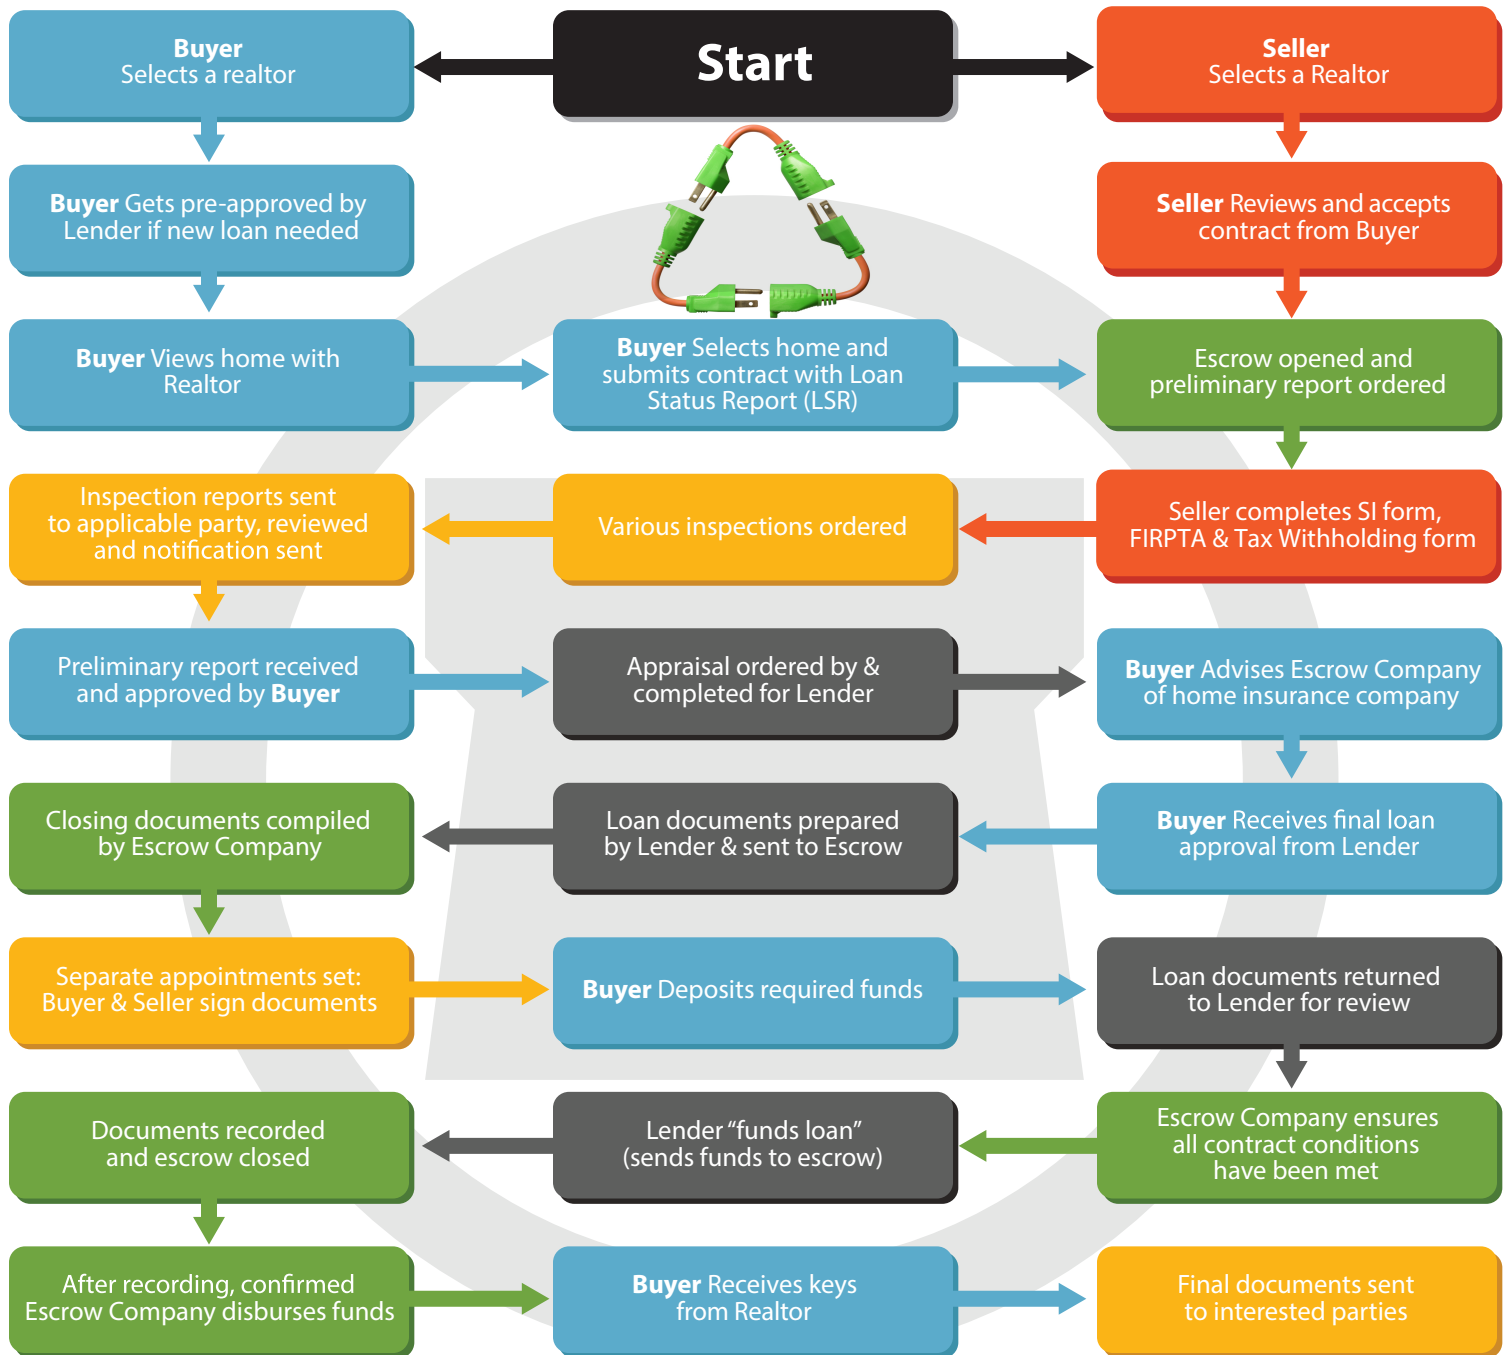 Buyer
Selects a realtor
Start
Seller
Selects a Realtor
Buyer Gets pre-approved by
Lender if new loan needed
Seller Reviews and accepts
contract from Buyer
Buyer Views home with
Realtor
Buyer Selects home and
submits contract with Loan
Status Report (LSR)
Escrow opened and
preliminary report ordered
Inspection reports sent
to applicable party, reviewed
and notification sent
Various inspections ordered
Seller completes SI form,
FIRPTA & Tax Withholding form
Preliminary report received
and approved by Buyer
Appraisal ordered by &
completed for Lender
Buyer Advises Escrow Company
of home insurance company
Closing documents compiled
by Escrow Company
Loan documents prepared
by Lender & sent to Escrow
Buyer Receives final loan
approval from Lender
Separate appointments set:
Buyer & Seller sign documents
Buyer Deposits required funds
Loan documents returned
to Lender for review
Documents recorded
and escrow closed
Lender “funds loan”
(sends funds to escrow)
Escrow Company ensures
all contract conditions
have been met
After recording, confirmed
Escrow Company disburses funds
Buyer Receives keys
from Realtor
Final documents sent
to interested parties